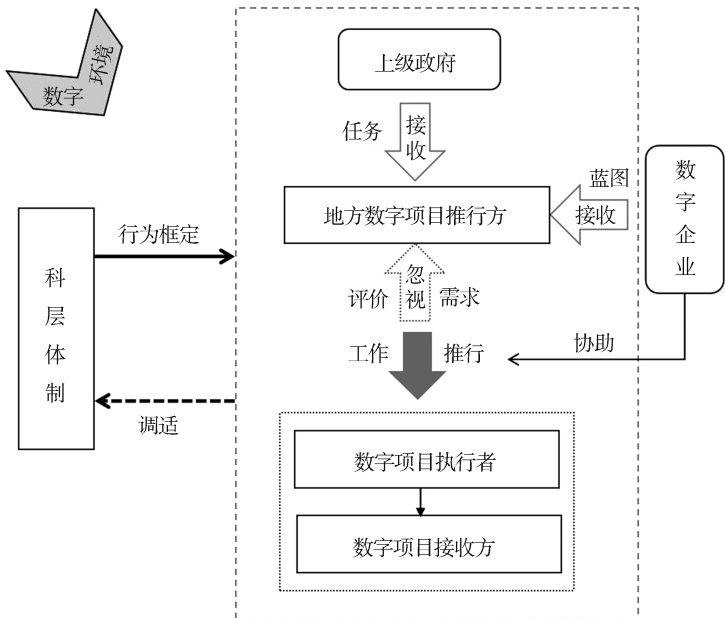 数字
环境
上级政府
任务
接收
蓝图
接收
数字企业
地方数字项目推行方
行为框定
科层体制
调适
评价
忽视
需求
工作
推行
协助
数字项目执行者
数字项目接收方